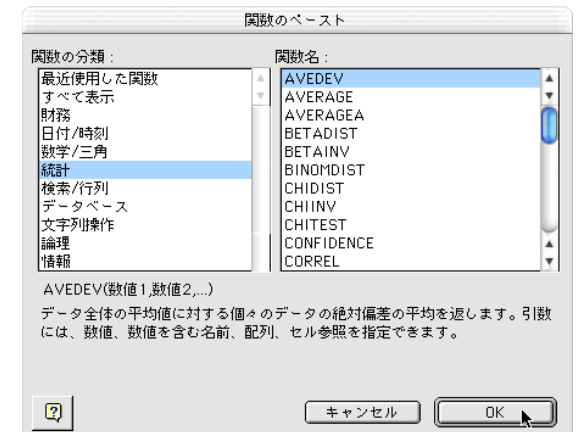 関数のペースト
関数の分類：
最近使用した関数
すべて表示
財務
日付/時刻
数学/三角
統計
検索/行列
データベース
文字列操作
論理
情報
関数名：
AVEDEV
AVERAGE
AVERAGEA
BETADIST
BETAINV
BINOMDIST
CHIDIST
CHIINV
CHITEST
CONFIDENCE
CORREL
AVEDEV(数値1,数値2,...)
データ全体の平均値に対する個々のデータの絶対偏差の平均を返します。引数
には、数値、数値を含む名前、配列、セル参照を指定できます。
?
キャンセル
OK